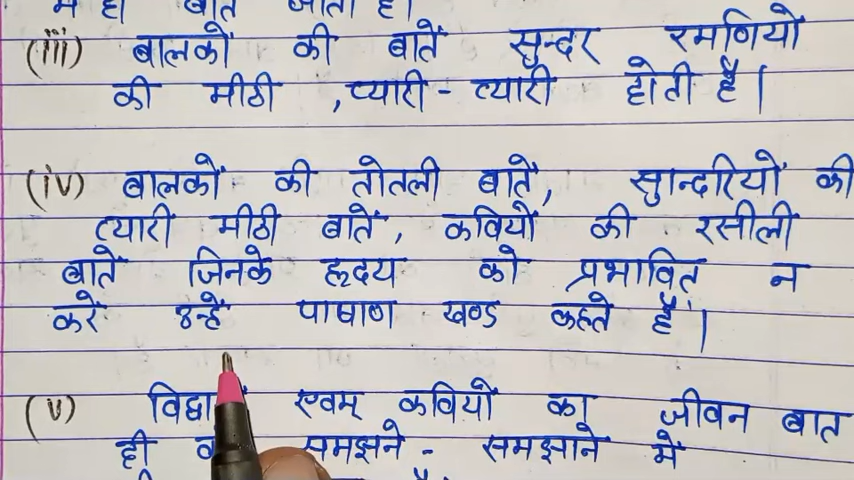 (iii) बालकों की बातें सुन्दर रमणियों
की मीठी ,प्यारी - त्यारी होती है।
(iv) बालकों की तोतली बातें, सुान्दरियों की
त्यारी मीठी बातें, कवियों की रसीली
बातें जिनके हृदय को प्रभावित न
करें उन्हें पाषाण खण्ड कहते हैं।
(v) एवम् कवियों का जीवन बात
ही समझने - समझाने में